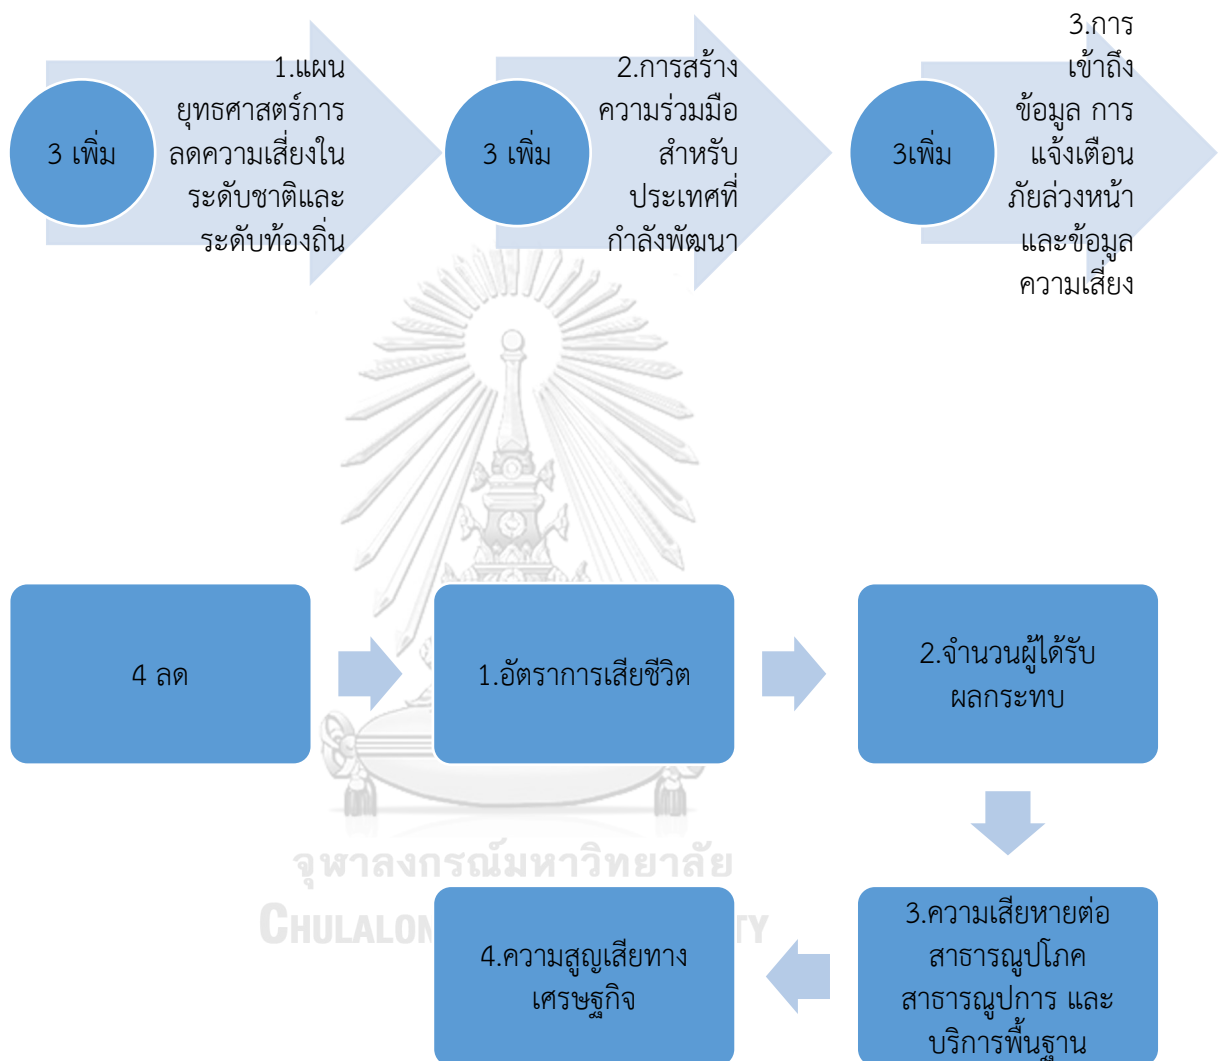 3 เพิ่ม
1.แผน
ยุทธศาสตร์การ
ลดความเสี่ยงใน
ระดับชาติและ
ระดับท้องถิ่น
3 เพิ่ม
2.การสร้าง
ความร่วมมือ
สำหรับ
ประเทศที่
กำลังพัฒนา
3เพิ่ม
3.การ
เข้าถึง
ข้อมูล การ
แจ้งเตือน
ภัยล่วงหน้า
และข้อมูล
ความเสี่ยง
4 ลด
1.อัตราการเสียชีวิต
2.จำนวนผู้ได้รับ
ผลกระทบ
3.ความเสียหายต่อ
สาธารณูปโภค
สาธารณูปการ และ
บริการพื้นฐาน
4.ความสูญเสียทาง
เศรษฐกิจ
จุฬาลงกรณ์มหาวิทยาลัย